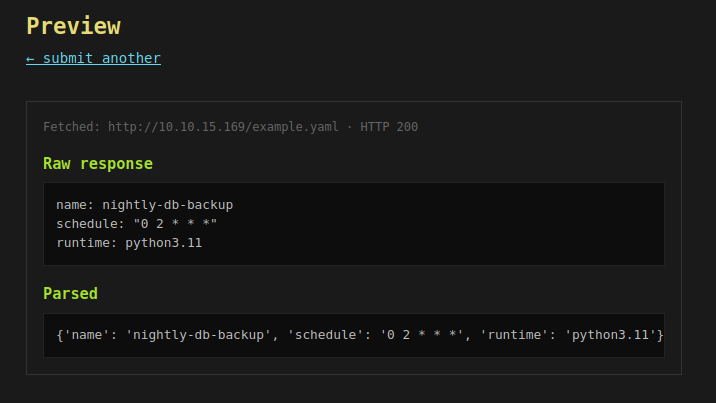 Preview
← submit another
Fetched: http://10.10.15.169/example.yaml · HTTP 200
Raw response
name: nightly-db-backup
schedule: "0 2 * * *"
runtime: python3.11
Parsed
{'name': 'nightly-db-backup', 'schedule': '0 2 * * *', 'runtime': 'python3.11'}